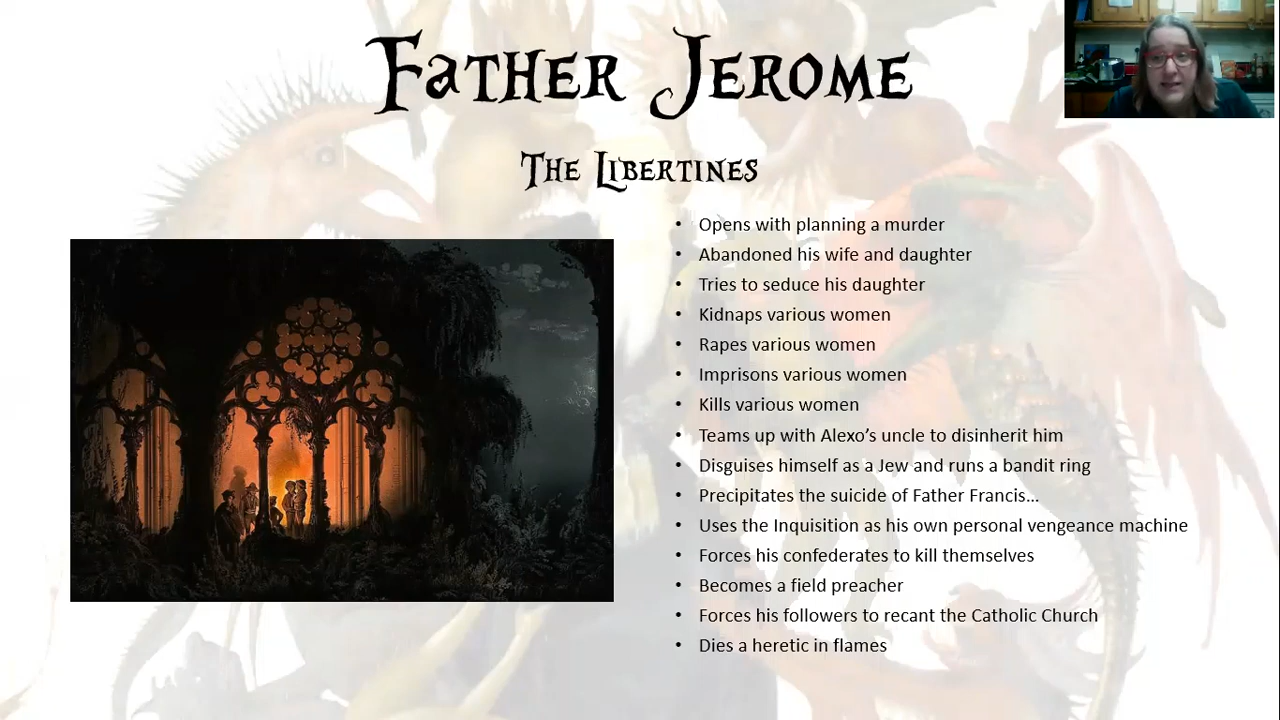 Father Jerome
The Libertines
• Opens with planning a murder
• Abandoned his wife and daughter
• Tries to seduce his daughter
• Kidnaps various women
• Rapes various women
• Imprisons various women
• Kills various women
• Teams up with Alexo’s uncle to disinherit him
• Disguises himself as a Jew and runs a bandit ring
• Precipitates the suicide of Father Francis…
• Uses the Inquisition as his own personal vengeance machine
• Forces his confederates to kill themselves
• Becomes a field preacher
• Forces his followers to recant the Catholic Church
• Dies a heretic in flames